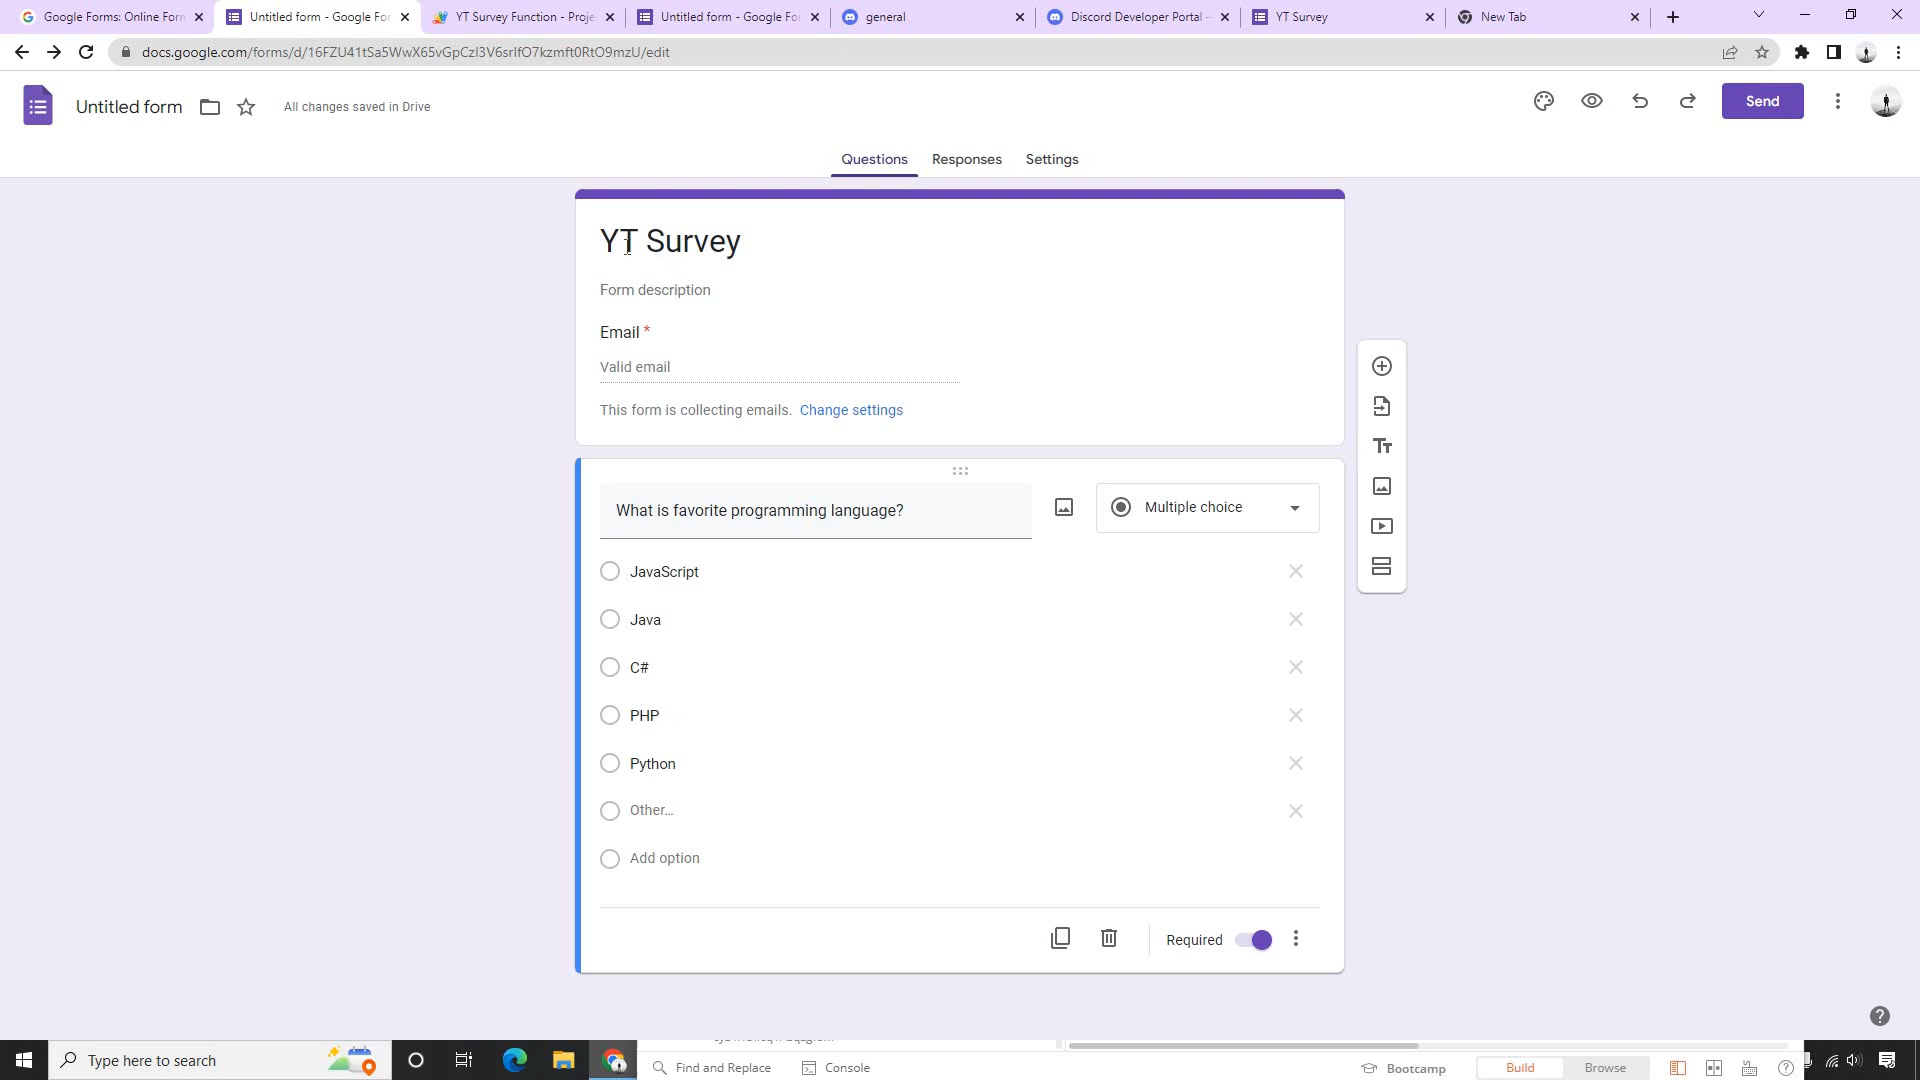 Google Forms: Online Form
Untitled form - Google For
YT Survey Function - Proje
Untitled form - Google For
general
Discord Developer Portal -
YT Survey
New Tab
docs.google.com/forms/d/16FZU41tSa5WwX65vGpCzI3V6srIfO7kzmft0RtO9mzU/edit
Untitled form
All changes saved in Drive
Send
Questions Responses Settings
YT Survey
Form description
Email *
Valid email
This form is collecting emails. Change settings
What is favorite programming language?
Multiple choice
JavaScript
Java
C#
PHP
Python
Other...
Add option
Required
Type here to search
Find and Replace
Console
Bootcamp
Build
Browse